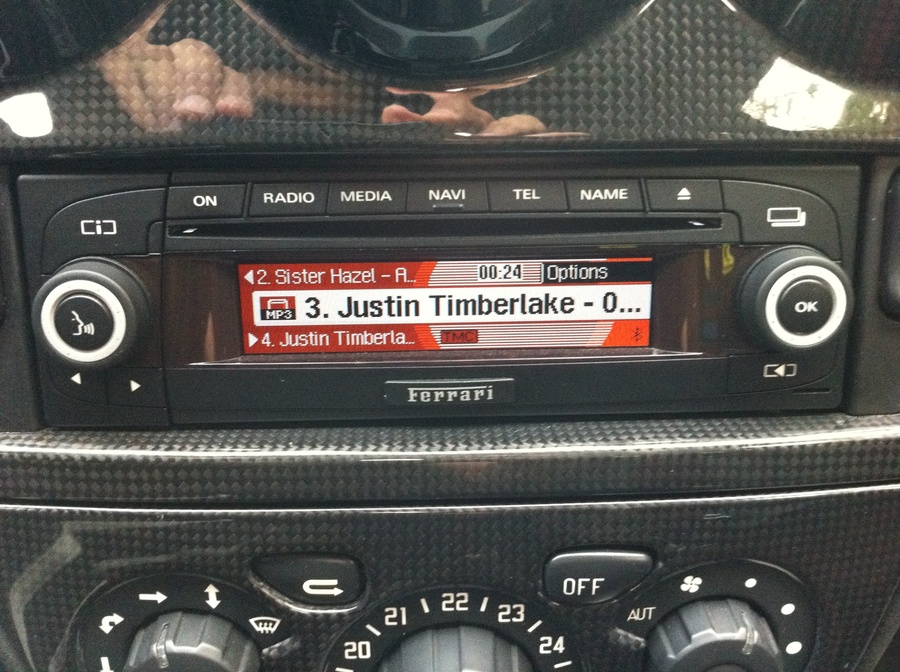 ON RADIO MEDIA NAVI TEL NAME
2. Sister Hazel - A... 00:24 Options
MP3 3. Justin Timberlake - 0...
4. Justin Timberla... TMC
OK
Ferrari
OFF
20 21 22 23 24
AUT